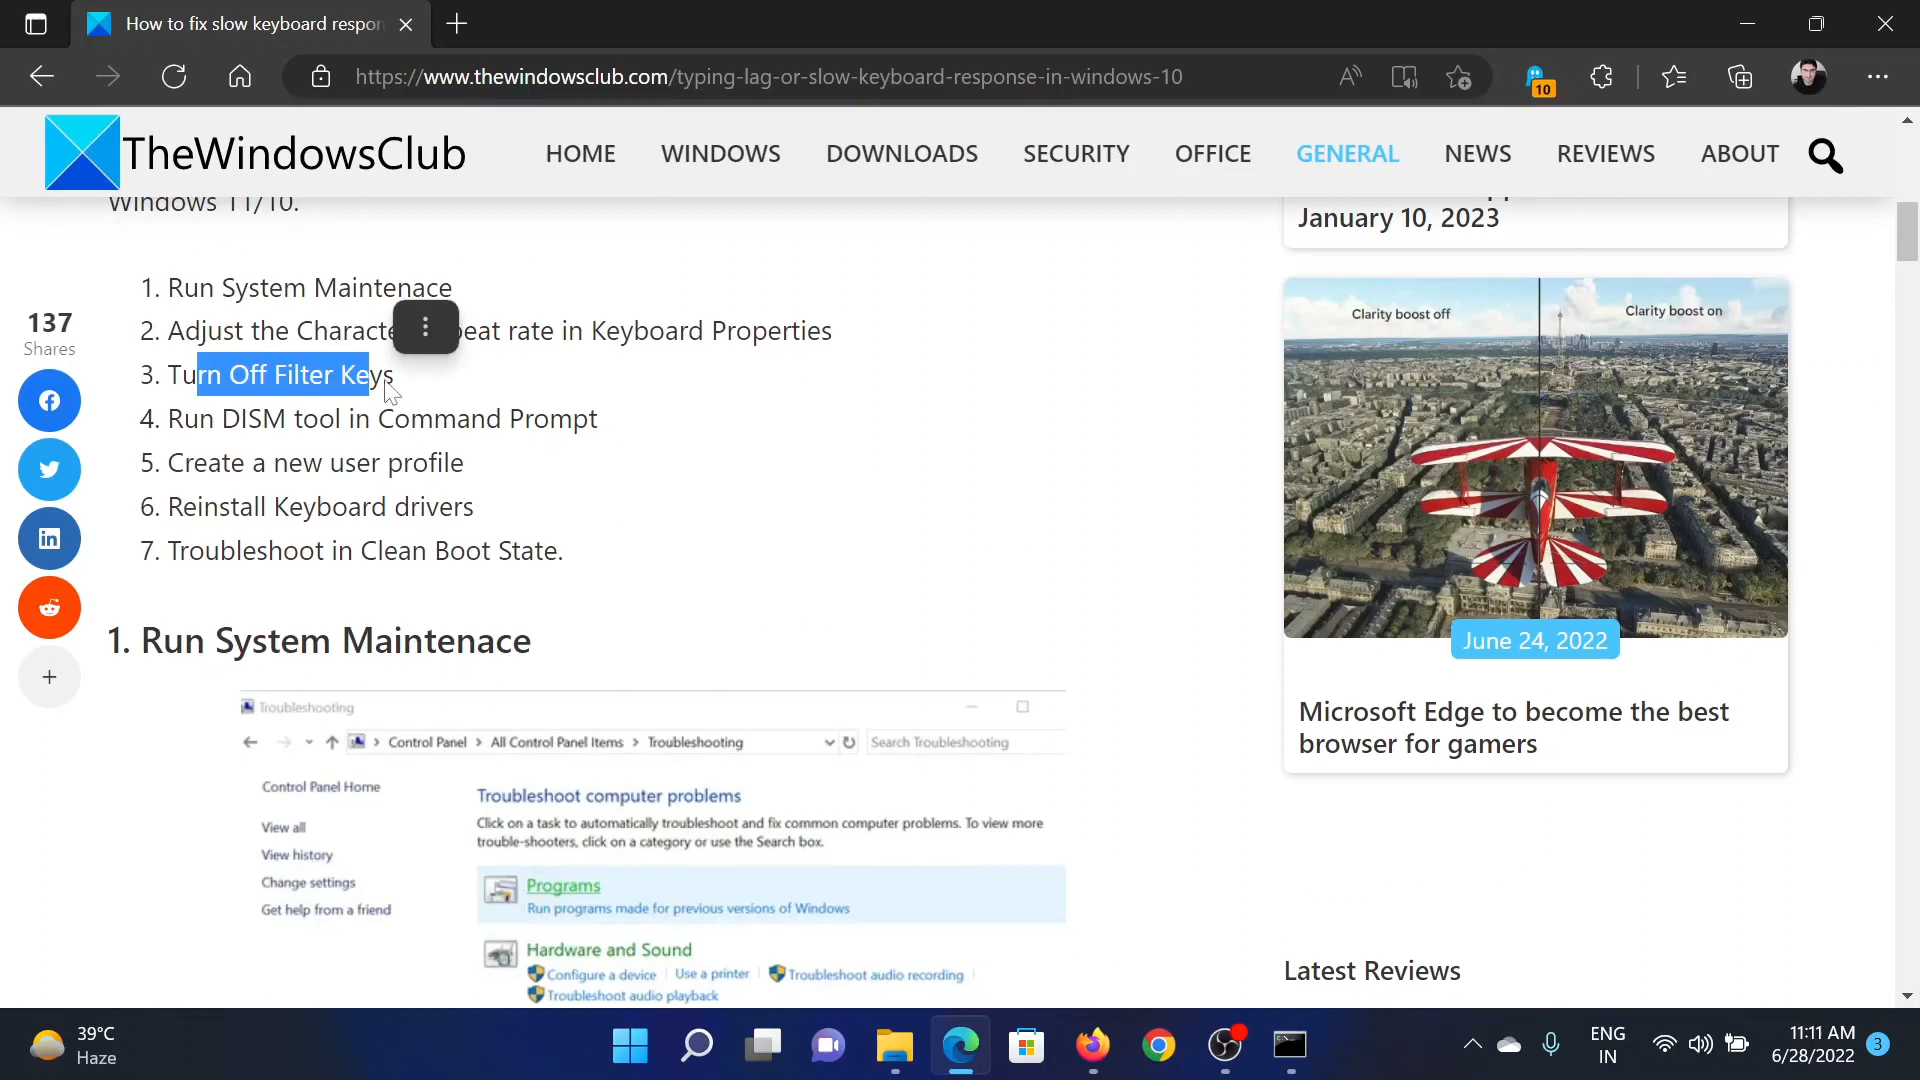 How to fix slow keyboard respon
https://www.thewindowsclub.com/typing-lag-or-slow-keyboard-response-in-windows-10
10
TheWindowsClub
HOME
WINDOWS
DOWNLOADS
SECURITY
OFFICE
GENERAL
NEWS
REVIEWS
ABOUT
Windows 11/10.
January 10, 2023
1. Run System Maintenace
2. Adjust the Characte eat rate in Keyboard Properties
3. Turn Off Filter Keys
4. Run DISM tool in Command Prompt
5. Create a new user profile
6. Reinstall Keyboard drivers
7. Troubleshoot in Clean Boot State.
137
Shares
Clarity boost off
Clarity boost on
June 24, 2022
Microsoft Edge to become the best
browser for gamers
1. Run System Maintenace
Troubleshooting
Control Panel > All Control Panel Items > Troubleshooting
Search Troubleshooting
Control Panel Home
View all
View history
Change settings
Get help from a friend
Troubleshoot computer problems
Click on a task to automatically troubleshoot and fix common computer problems. To view more
trouble-shooters, click on a category or use the Search box.
Programs
Run programs made for previous versions of Windows
Hardware and Sound
Configure a device | Use a printer | Troubleshoot audio recording
Troubleshoot audio playback
Latest Reviews
39°C
Haze
ENG
IN
11:11 AM
6/28/2022
3